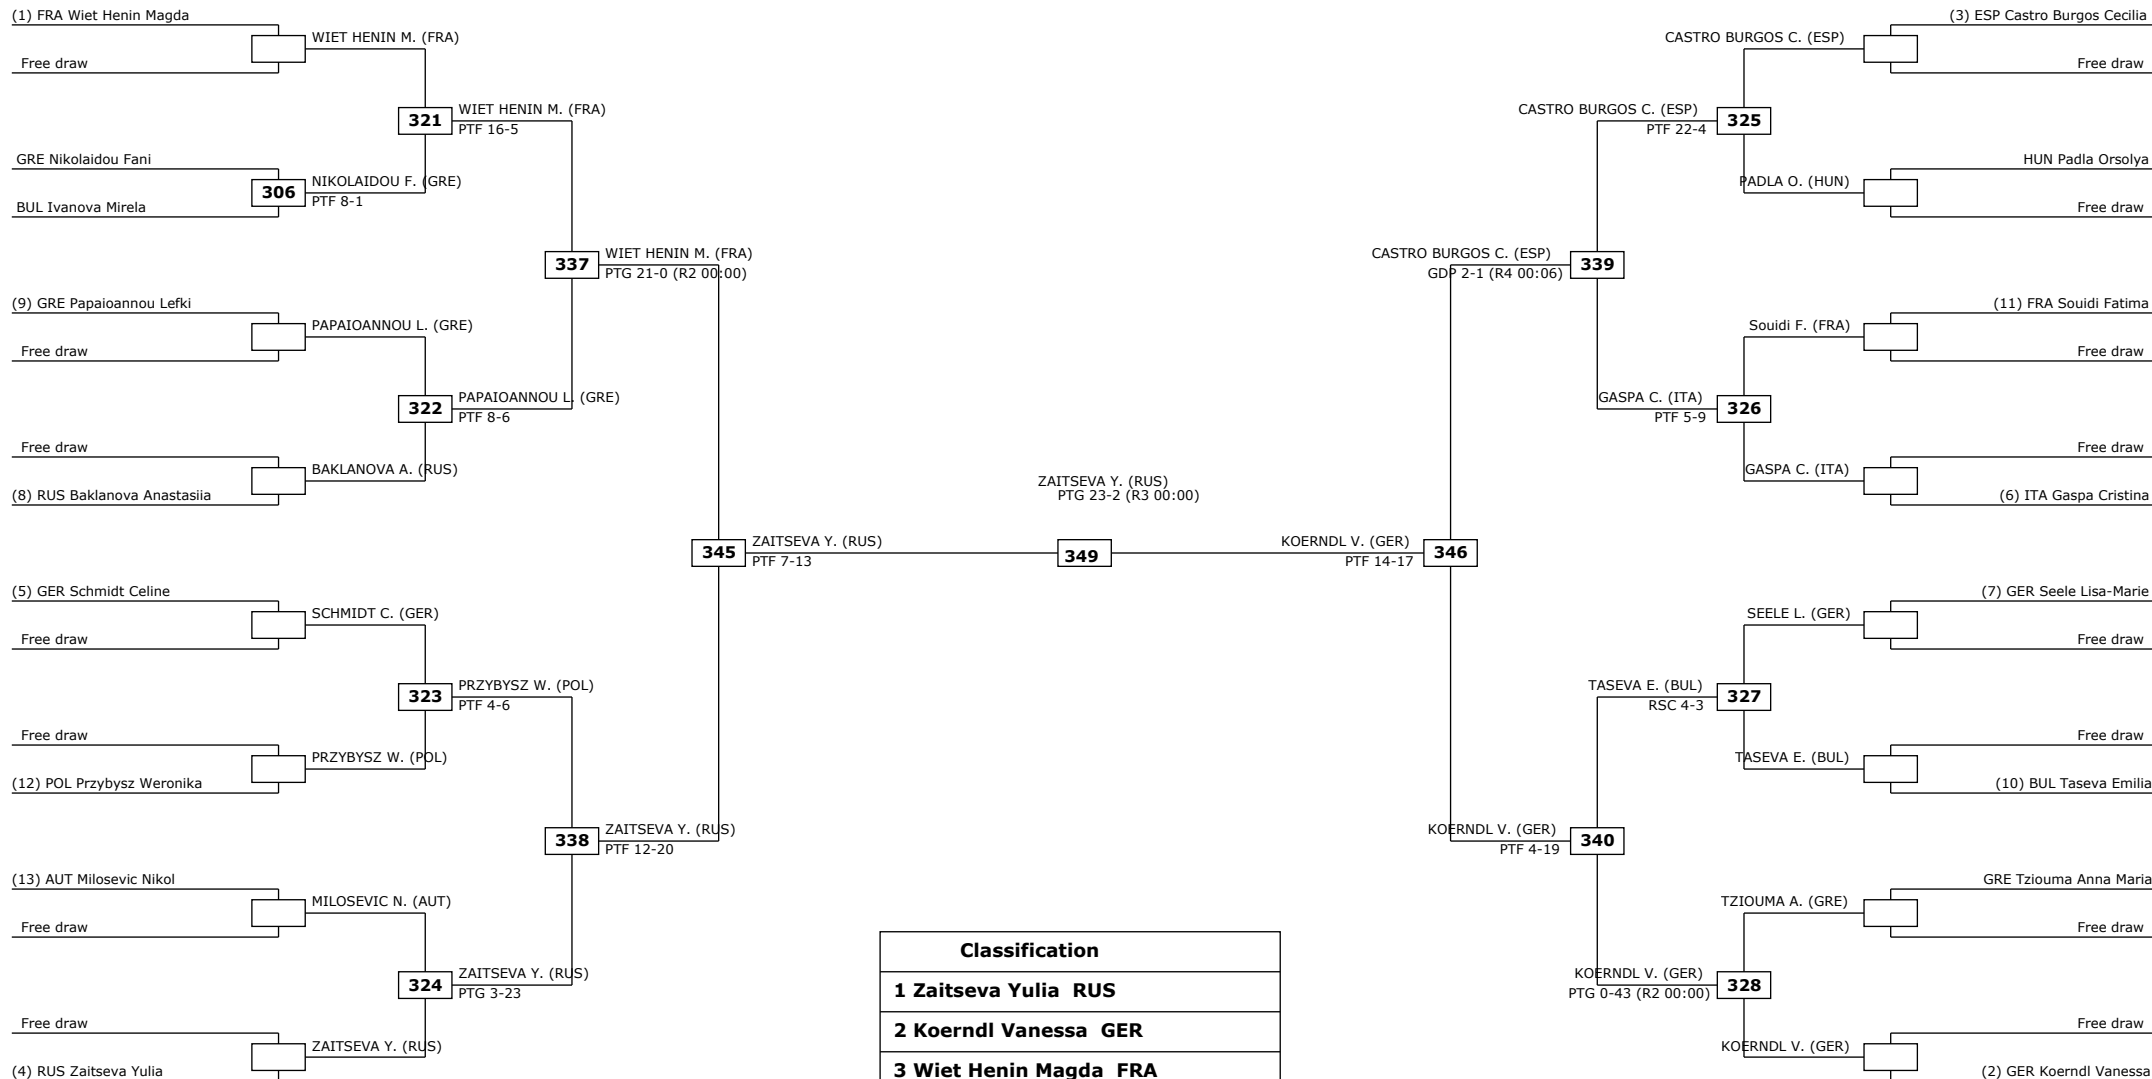 (1) FRA Wiet Henin Magda
WIET HENIN M. (FRA)
Free draw
321
WIET HENIN M. (FRA)
PTF 16-5
GRE Nikolaidou Fani
306
NIKOLAIDOU F. (GRE)
PTF 8-1
BUL Ivanova Mirela
337
WIET HENIN M. (FRA)
PTG 21-0 (R2 00:00)
(9) GRE Papaioannou Lefki
PAPAIOANNOU L. (GRE)
Free draw
322
PAPAIOANNOU L. (GRE)
PTF 8-6
Free draw
BAKLANOVA A. (RUS)
(8) RUS Baklanova Anastasiia
345
ZAITSEVA Y. (RUS)
PTF 7-13
(5) GER Schmidt Celine
SCHMIDT C. (GER)
Free draw
323
PRZYBYSZ W. (POL)
PTF 4-6
Free draw
PRZYBYSZ W. (POL)
(12) POL Przybysz Weronika
338
ZAITSEVA Y. (RUS)
PTF 12-20
(13) AUT Milosevic Nikol
MILOSEVIC N. (AUT)
Free draw
324
ZAITSEVA Y. (RUS)
PTG 3-23
Free draw
ZAITSEVA Y. (RUS)
(4) RUS Zaitseva Yulia
ZAITSEVA Y. (RUS)
PTG 23-2 (R3 00:00)
349
(3) ESP Castro Burgos Cecilia
CASTRO BURGOS C. (ESP)
Free draw
CASTRO BURGOS C. (ESP)
PTF 22-4
325
HUN Padla Orsolya
PADLA O. (HUN)
Free draw
CASTRO BURGOS C. (ESP)
GDP 2-1 (R4 00:06)
339
(11) FRA Souidi Fatima
Souidi F. (FRA)
Free draw
GASPA C. (ITA)
PTF 5-9
326
Free draw
GASPA C. (ITA)
(6) ITA Gaspa Cristina
KOERNDL V. (GER)
PTF 14-17
346
(7) GER Seele Lisa-Marie
SEELE L. (GER)
Free draw
TASEVA E. (BUL)
RSC 4-3
327
Free draw
TASEVA E. (BUL)
(10) BUL Taseva Emilia
KOERNDL V. (GER)
PTF 4-19
340
GRE Tziouma Anna Maria
TZIOUMA A. (GRE)
Free draw
KOERNDL V. (GER)
PTG 0-43 (R2 00:00)
328
Free draw
KOERNDL V. (GER)
(2) GER Koerndl Vanessa
Classification
1 Zaitseva Yulia RUS
2 Koerndl Vanessa GER
3 Wiet Henin Magda FRA